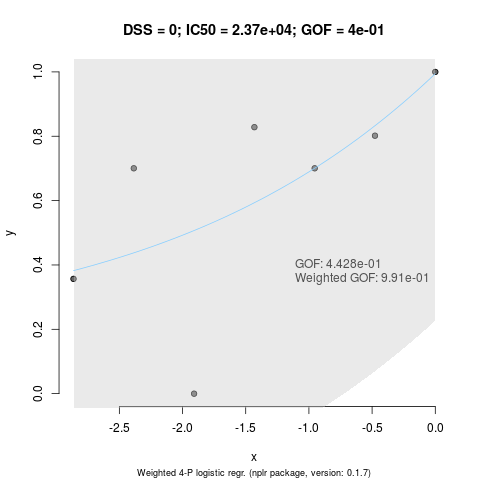 DSS = 0; IC50 = 2.37e+04; GOF = 4e-01
1.0
0.8
0.6
0.4
0.2
0.0
y
GOF: 4.428e-01
Weighted GOF: 9.91e-01
-2.5 -2.0 -1.5 -1.0 -0.5 0.0
x
Weighted 4-P logistic regr. (nplr package, version: 0.1.7)